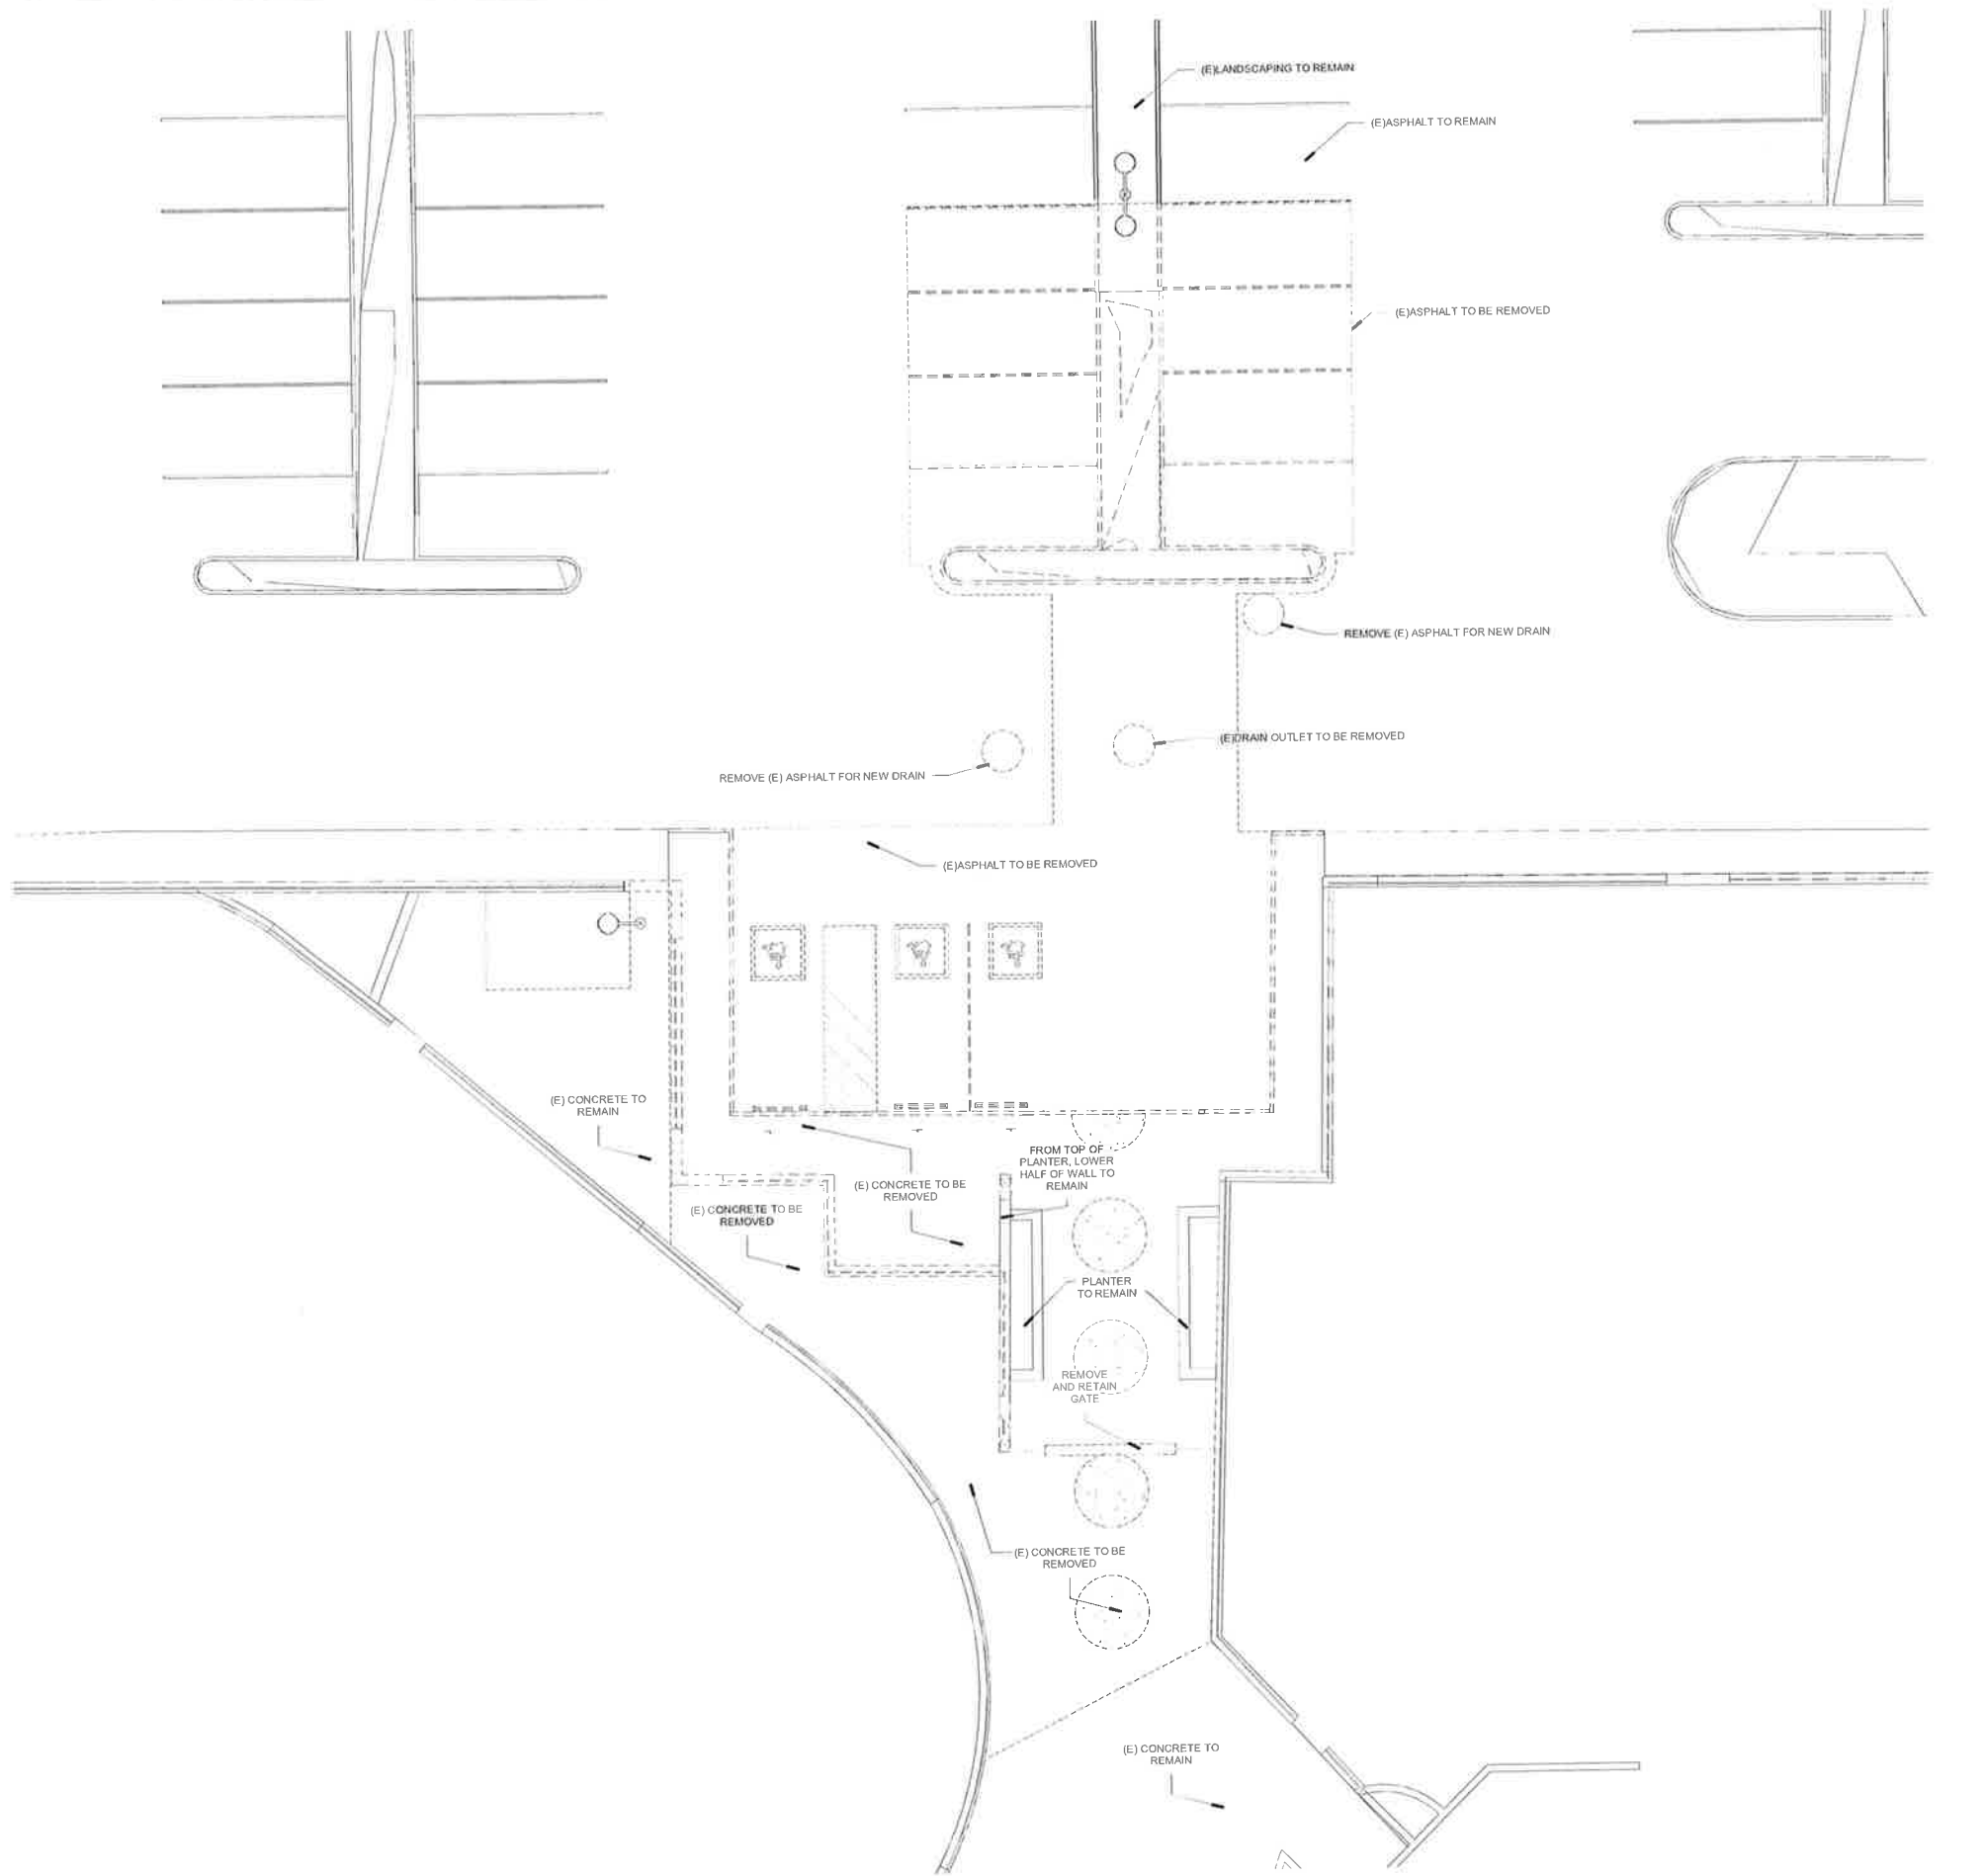 (E)LANDSCAPING TO REMAIN
(E)ASPHALT TO REMAIN
(E)ASPHALT TO BE REMOVED
REMOVE (E) ASPHALT FOR NEW DRAIN
(E)DRAIN OUTLET TO BE REMOVED
REMOVE (E) ASPHALT FOR NEW DRAIN
(E)ASPHALT TO BE REMOVED
(E) CONCRETE TO
REMAIN
FROM TOP OF
PLANTER, LOWER
HALF OF WALL TO
REMAIN
(E) CONCRETE TO BE
REMOVED
(E) CONCRETE TO BE
REMOVED
PLANTER
TO REMAIN
REMOVE
AND RETAIN
GATE
(E) CONCRETE TO BE
REMOVED
(E) CONCRETE TO
REMAIN